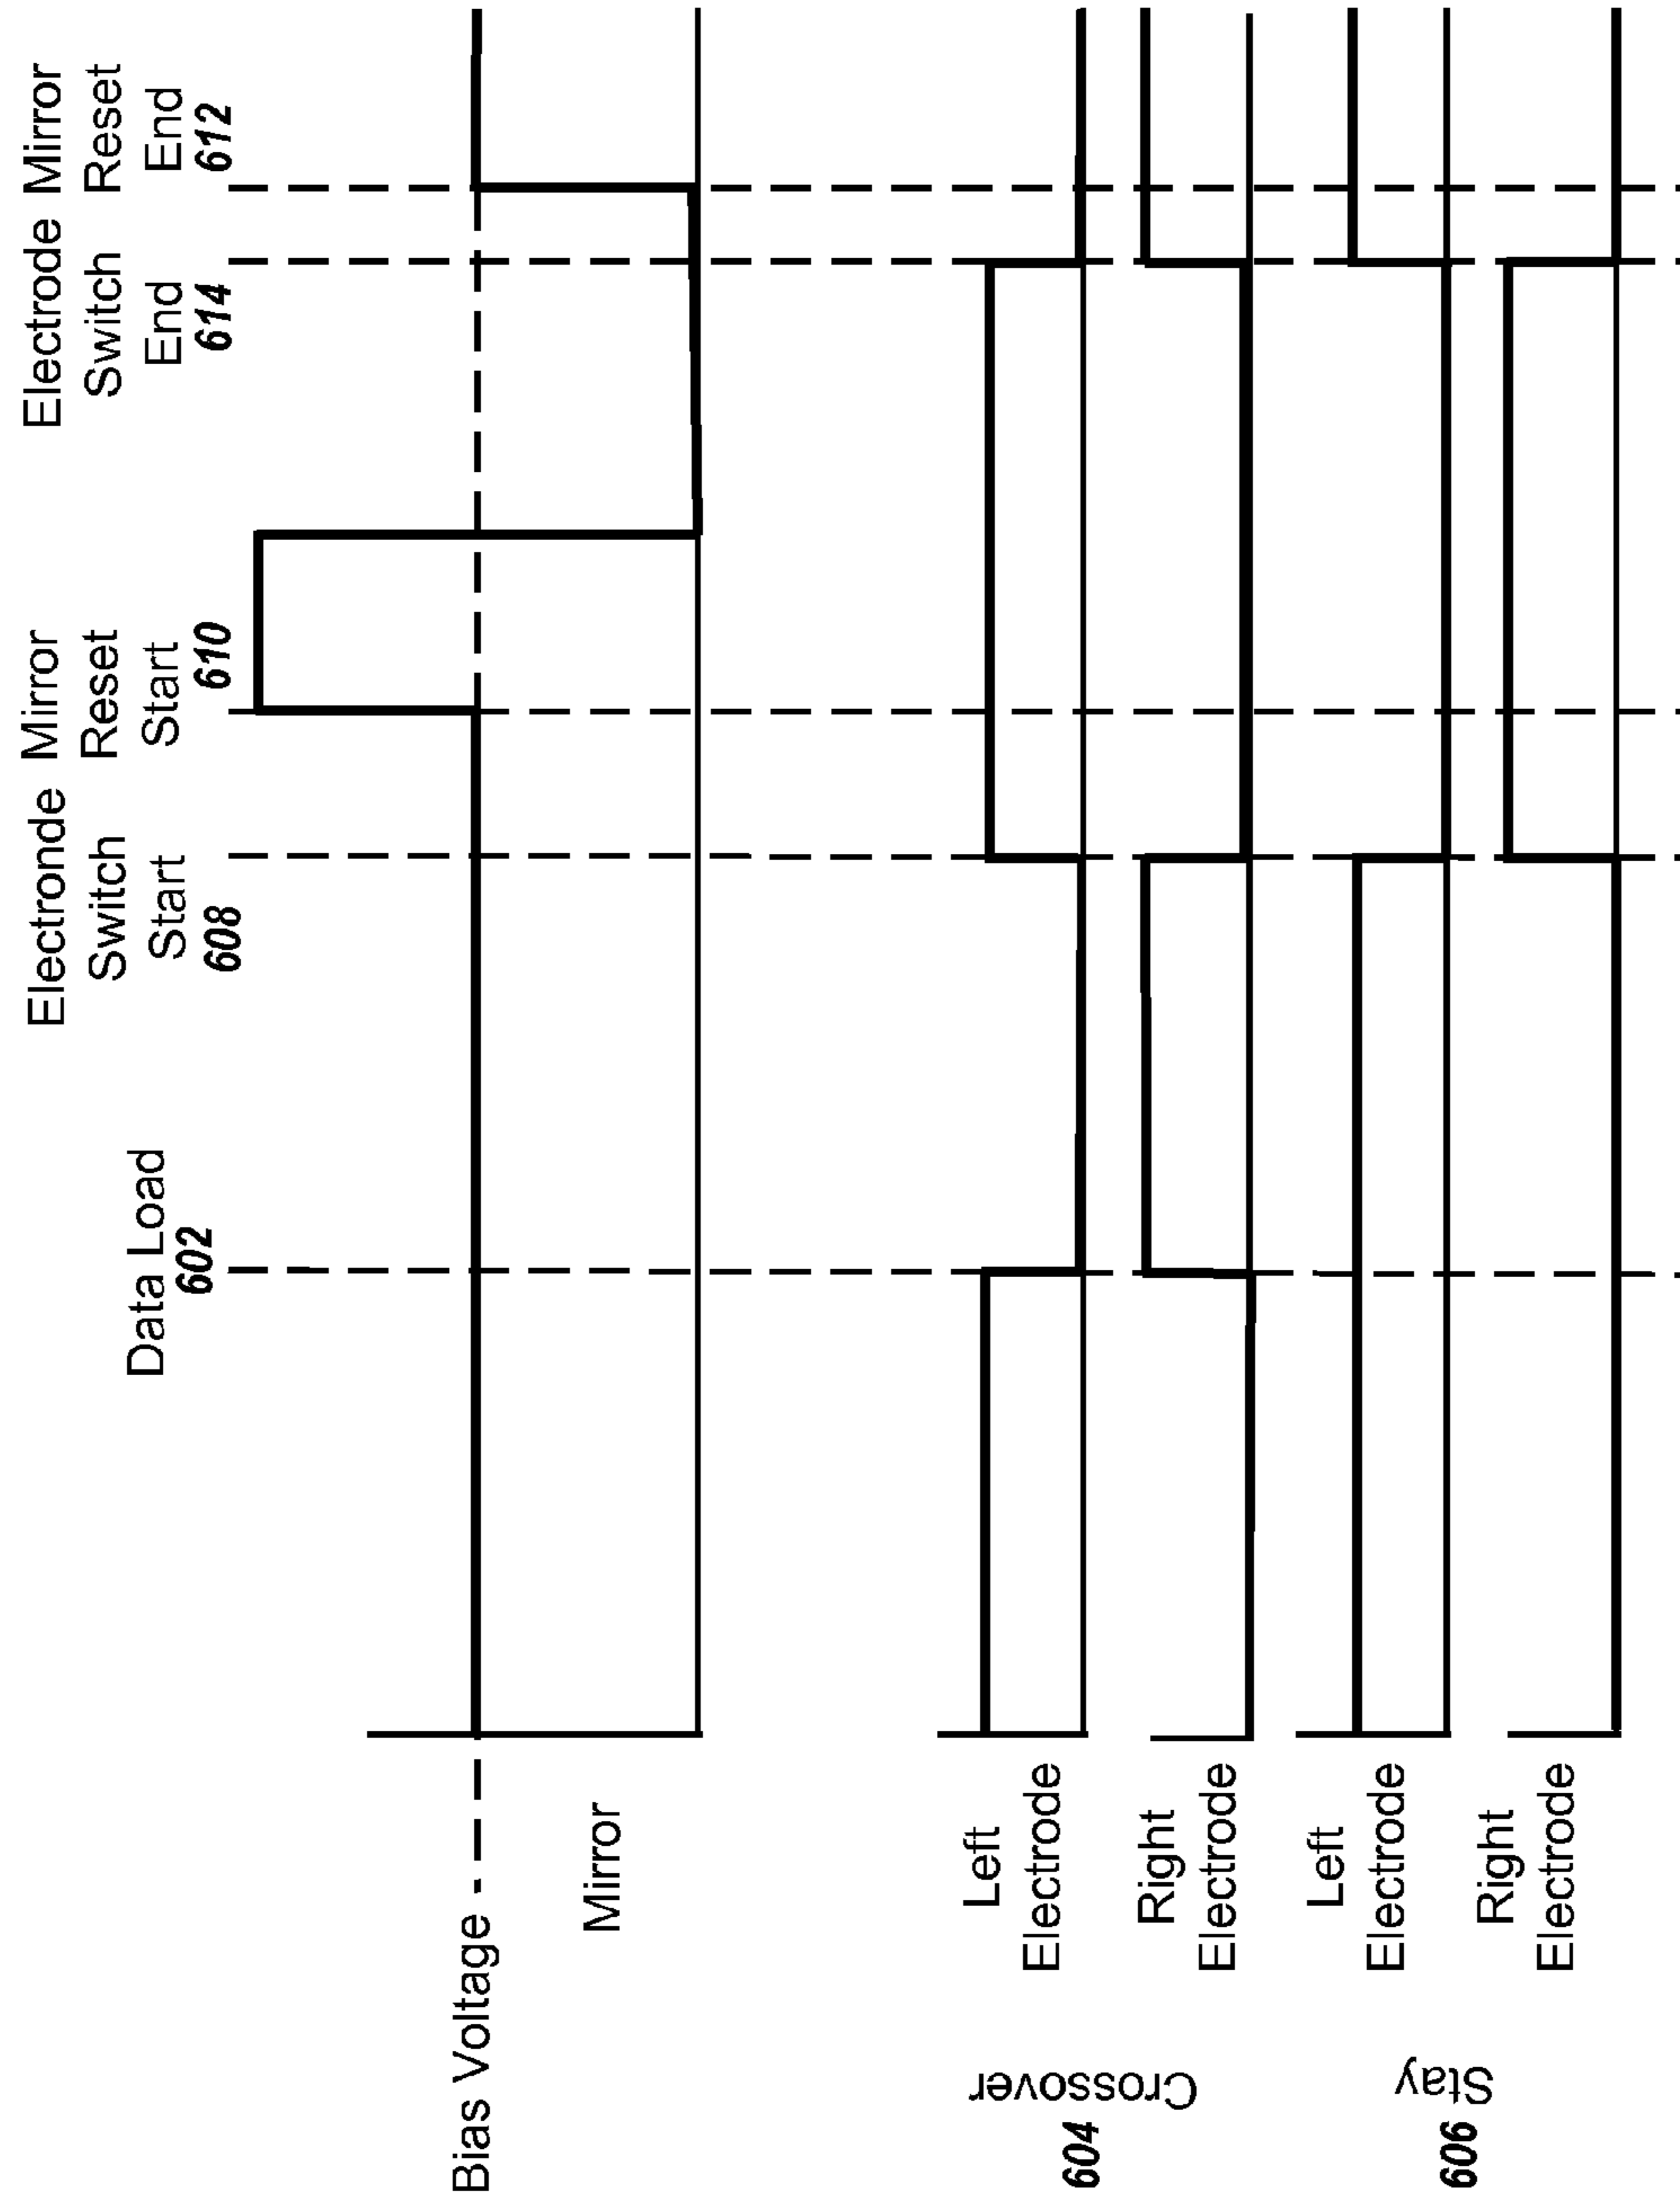 Data Load
602
Electronde
Switch
Start
608
Mirror
Reset
Start
610
Electrode
Switch
End
614
Mirror
Reset
End
612
Bias Voltage
Mirror
Crossover
604
Left
Electrode
Right
Electrode
Stay
606
Left
Electrode
Right
Electrode